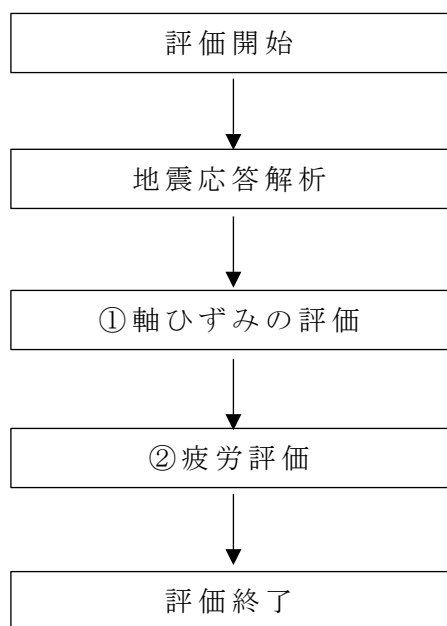 評価開始
地震応答解析
①軸ひずみの評価
②疲労評価
評価終了